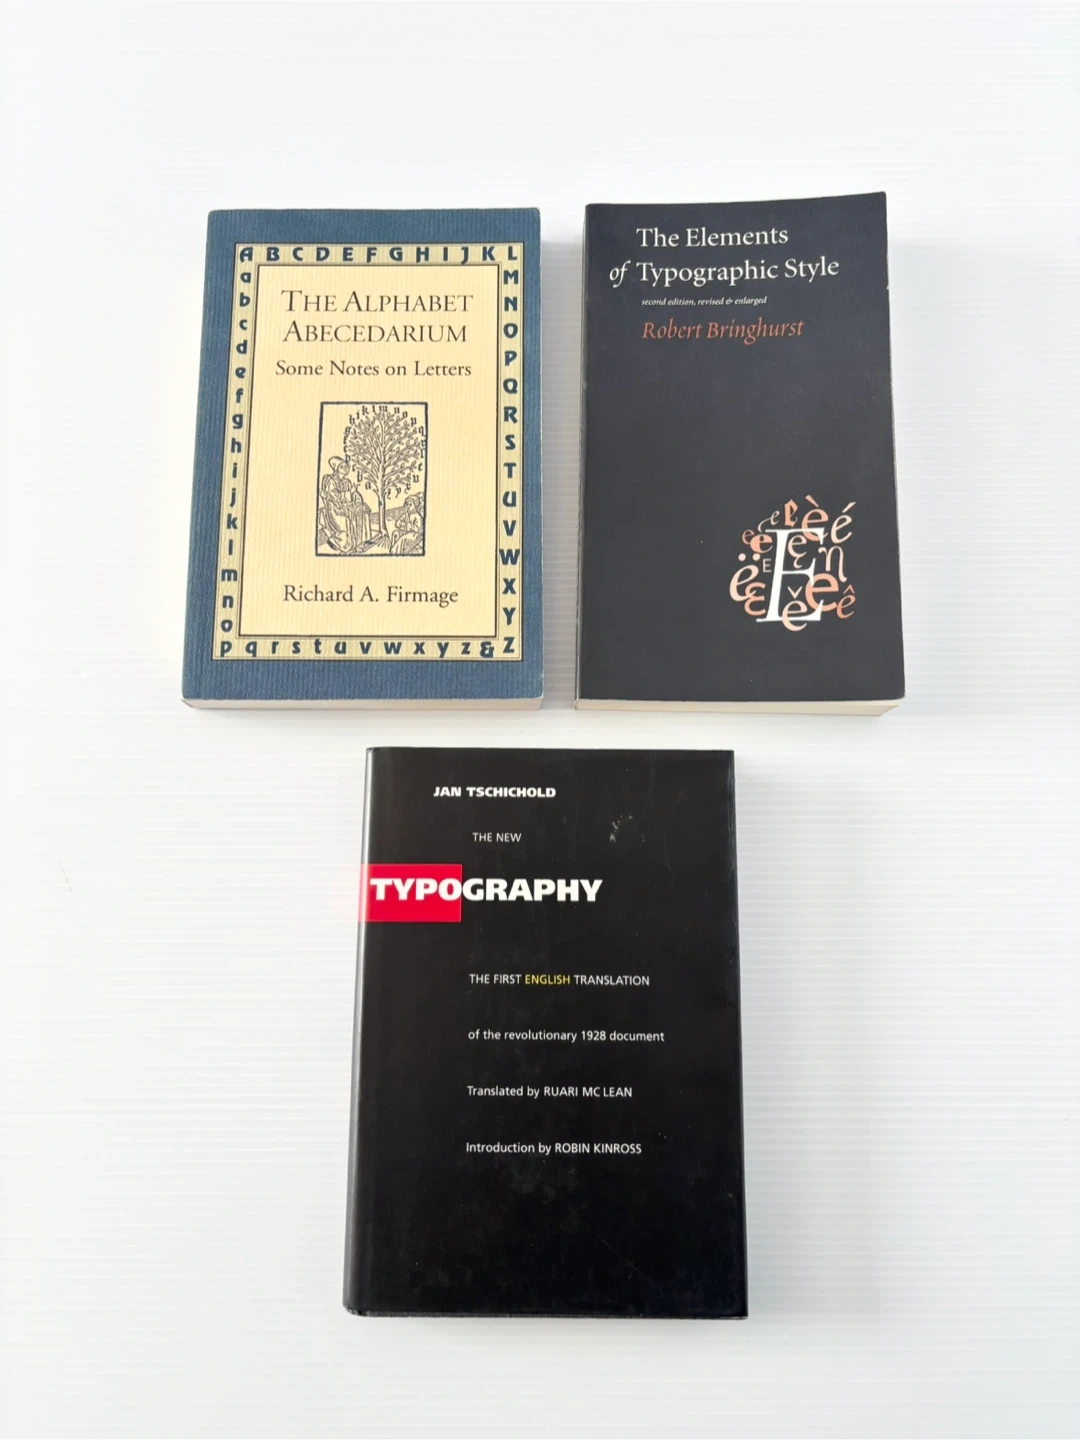 A B C D E F G H I J K L
M
N
O
P
Q
R
S
T
U
V
W
X
Y
Z
a
b
c
d
e
f
g
h
i
j
k
l
m
n
o
p q r s t u v w x y z &
THE ALPHABET
ABECEDARIUM
Some Notes on Letters
Richard A. Firmage
The Elements
of Typographic Style
second edition, revised & enlarged
Robert Bringhurst
JAN TSCHICHOLD
THE NEW
TYPOGRAPHY
THE FIRST ENGLISH TRANSLATION
of the revolutionary 1928 document
Translated by RUARI MC LEAN
Introduction by ROBIN KINROSS